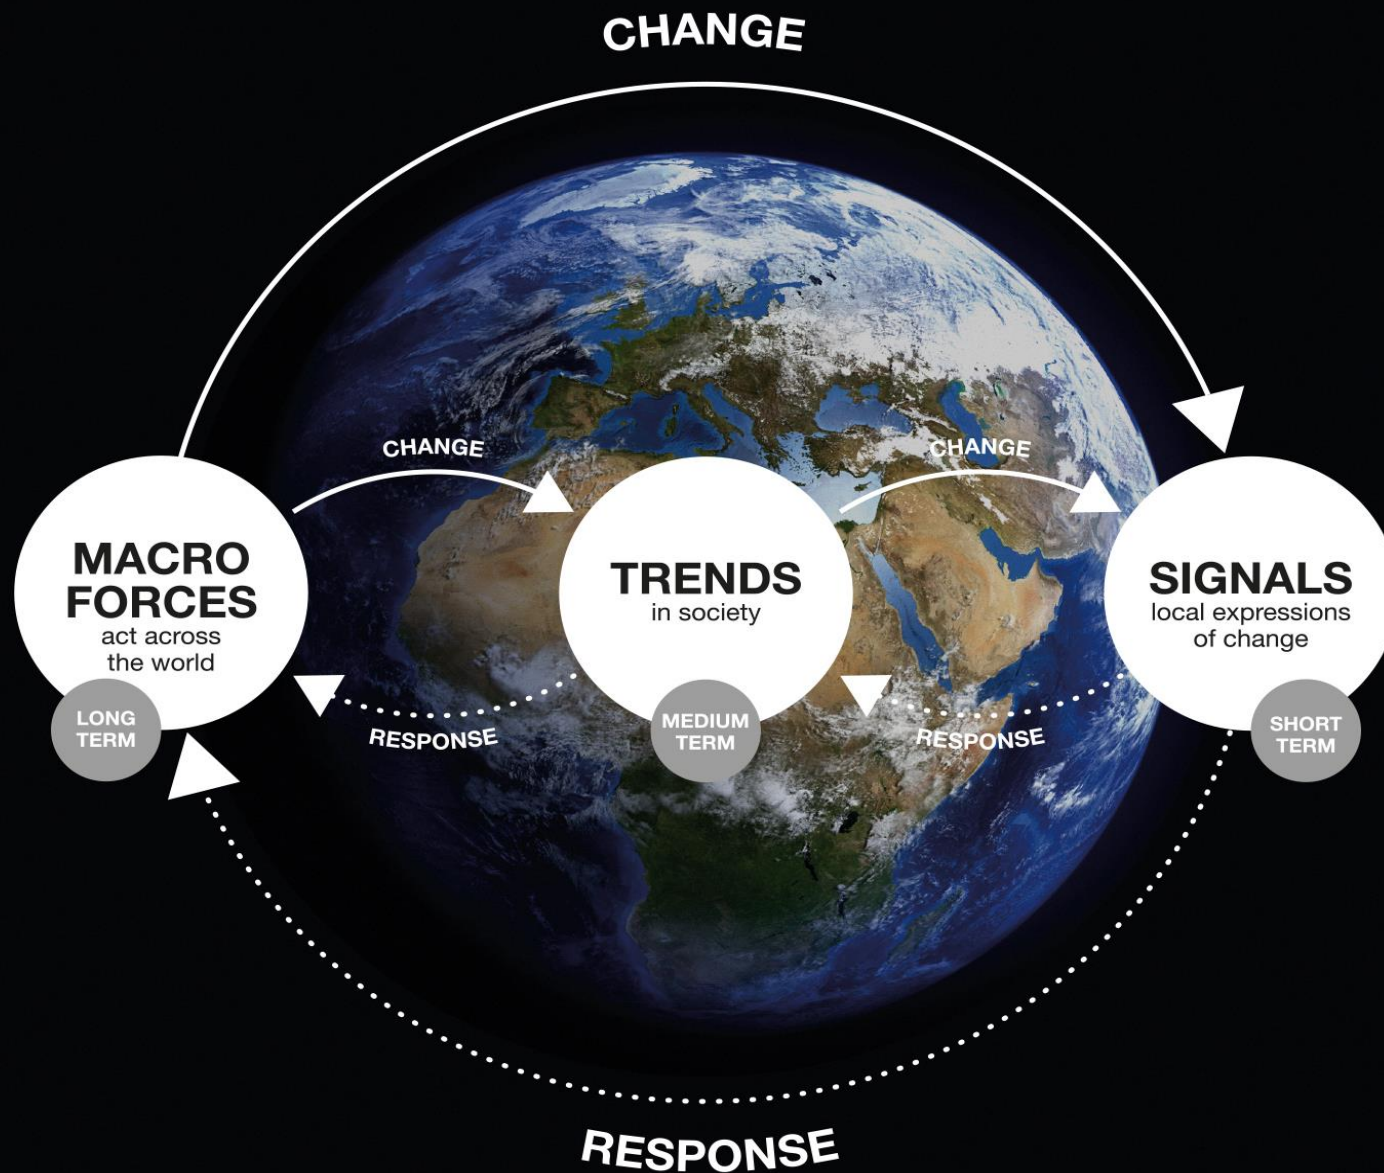 CHANGE
CHANGE
CHANGE
MACRO
FORCES
act across
the world
LONG
TERM
TRENDS
in society
MEDIUM
TERM
SIGNALS
local expressions
of change
SHORT
TERM
RESPONSE
RESPONSE
RESPONSE